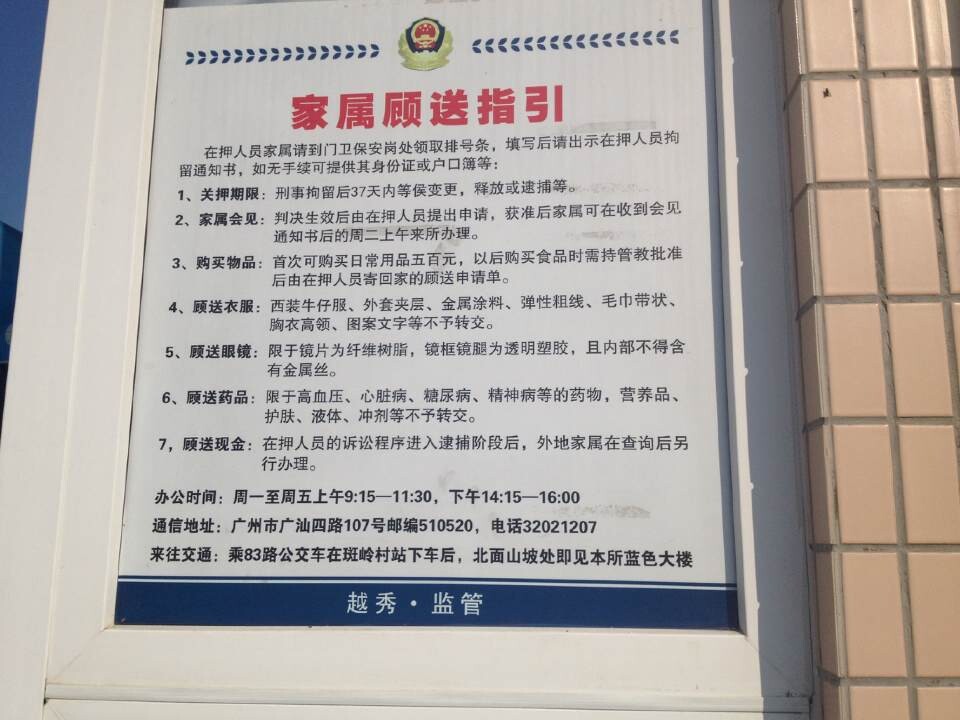 家属顾送指引
在押人员家属请到门卫保安岗处领取排号条，填写后请出示在押人员拘
留通知书，如无手续可提供其身份证或户口簿等：
1、关押期限：刑事拘留后37天内等侯变更，释放或逮捕等。
2、家属会见：判决生效后由在押人员提出申请，获准后家属可在收到会见
通知书后的周二上午来所办理。
3、购买物品：首次可购买日常用品五百元，以后购买食品时需持管教批准
后由在押人员寄回家的顾送申请单。
4、顾送衣服：西装牛仔服、外套夹层、金属涂料、弹性粗线、毛巾带状、
胸衣高领、图案文字等不予转交。
5、顾送眼镜：限于镜片为纤维树脂，镜框镜腿为透明塑胶，且内部不得含
有金属丝。
6、顾送药品：限于高血压、心脏病、糖尿病、精神病等的药物，营养品、
护肤、液体、冲剂等不予转交。
7，顾送现金：在押人员的诉讼程序进入逮捕阶段后，外地家属在查询后另
行办理。
办公时间：周一至周五上午9:15—11:30，下午14:15—16:00
通信地址：广州市广汕四路107号邮编510520，电话32021207
来往交通：乘83路公交车在斑岭村站下车后，北面山坡处即见本所蓝色大楼
越秀·监管